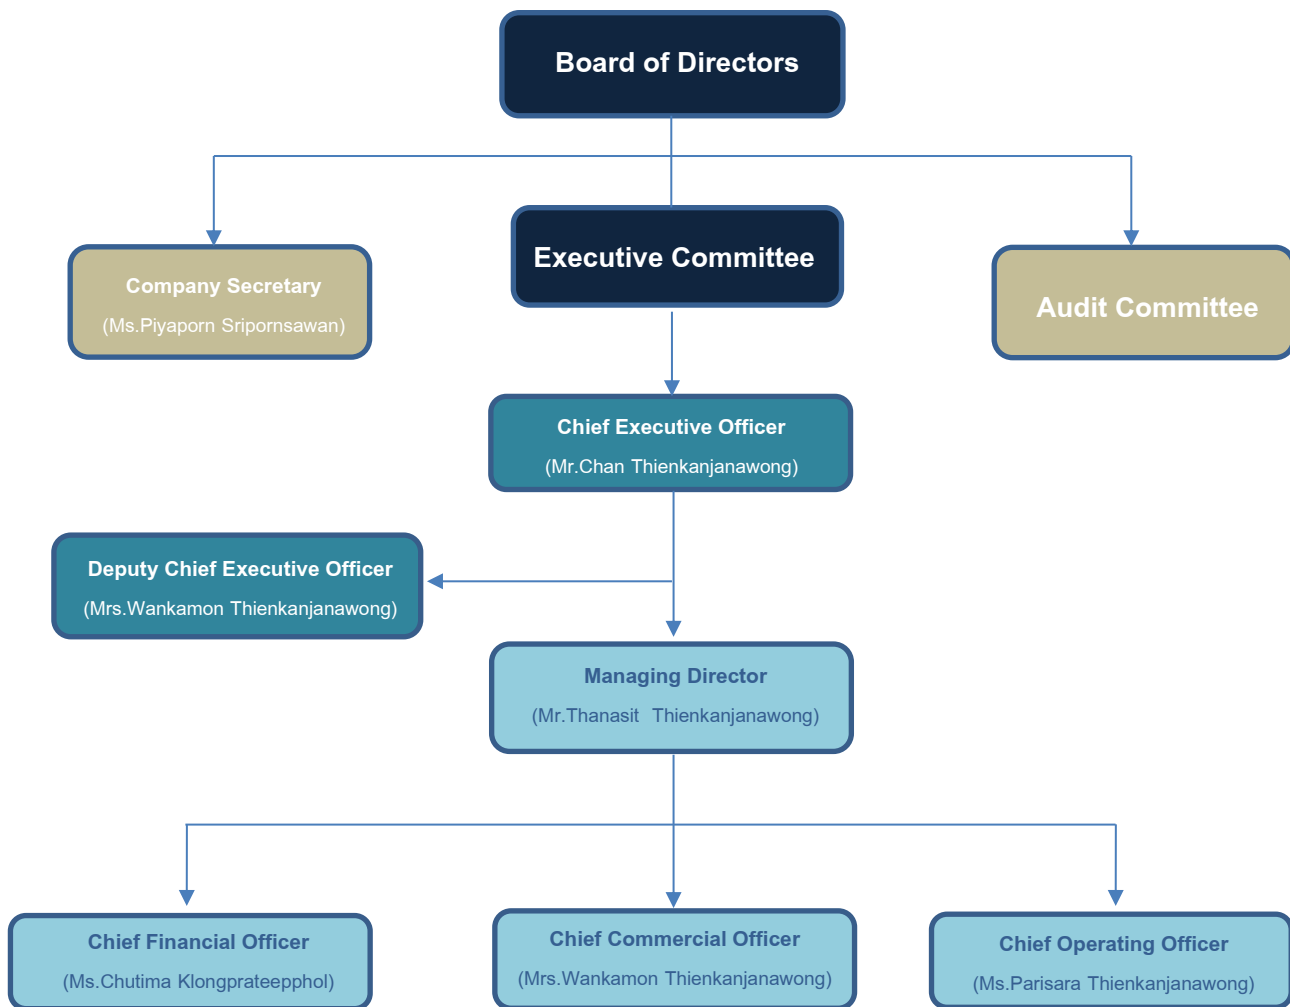 Board of Directors
Executive Committee
Company Secretary
(Ms.Piyaporn Sripornsawan)
Audit Committee
Chief Executive Officer
(Mr.Chan Thienkanjanawong)
Deputy Chief Executive Officer
(Mrs.Wankamon Thienkanjanawong)
Managing Director
(Mr.Thanasit  Thienkanjanawong)
Chief Financial Officer
(Ms.Chutima Klongprateepphol)
Chief Commercial Officer
(Mrs.Wankamon Thienkanjanawong)
Chief Operating Officer
(Ms.Parisara Thienkanjanawong)